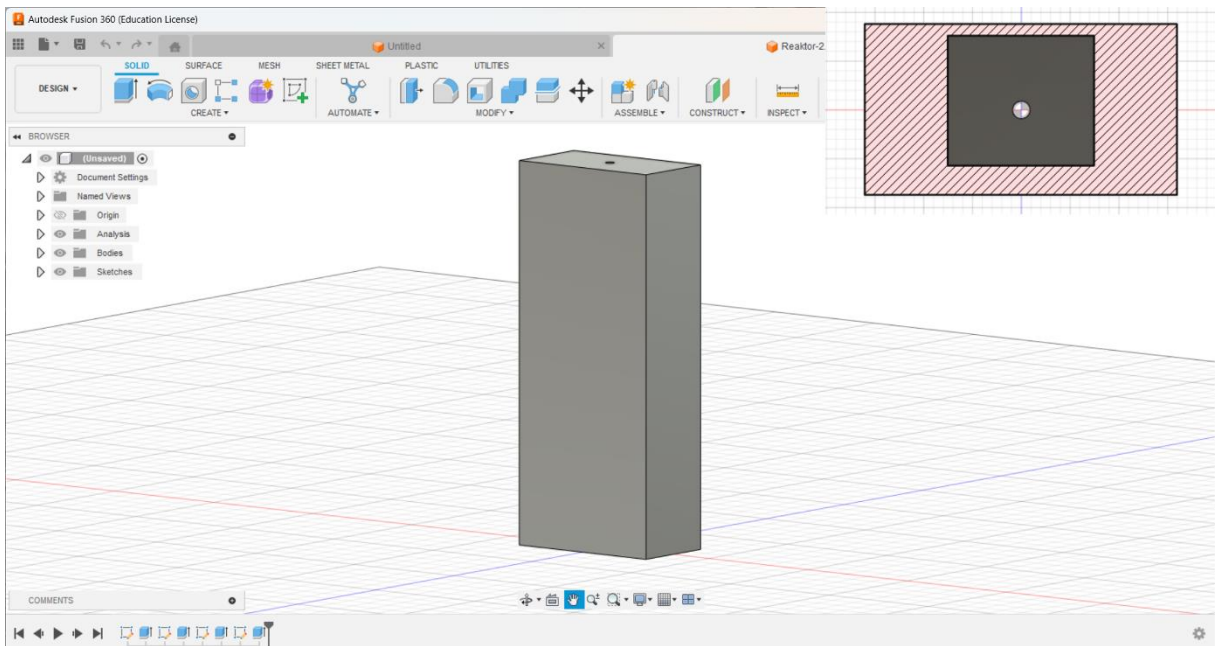 Autodesk Fusion 360 (Education License)
Untitled
Reaktor-2
SOLID SURFACE MESH SHEET METAL PLASTIC UTILITIES
DESIGN
CREATE AUTOMATE MODIFY ASSEMBLE CONSTRUCT INSPECT
BROWSER
(Unsaved)
Document Settings
Named Views
Origin
Analysis
Bodies
Sketches
COMMENTS